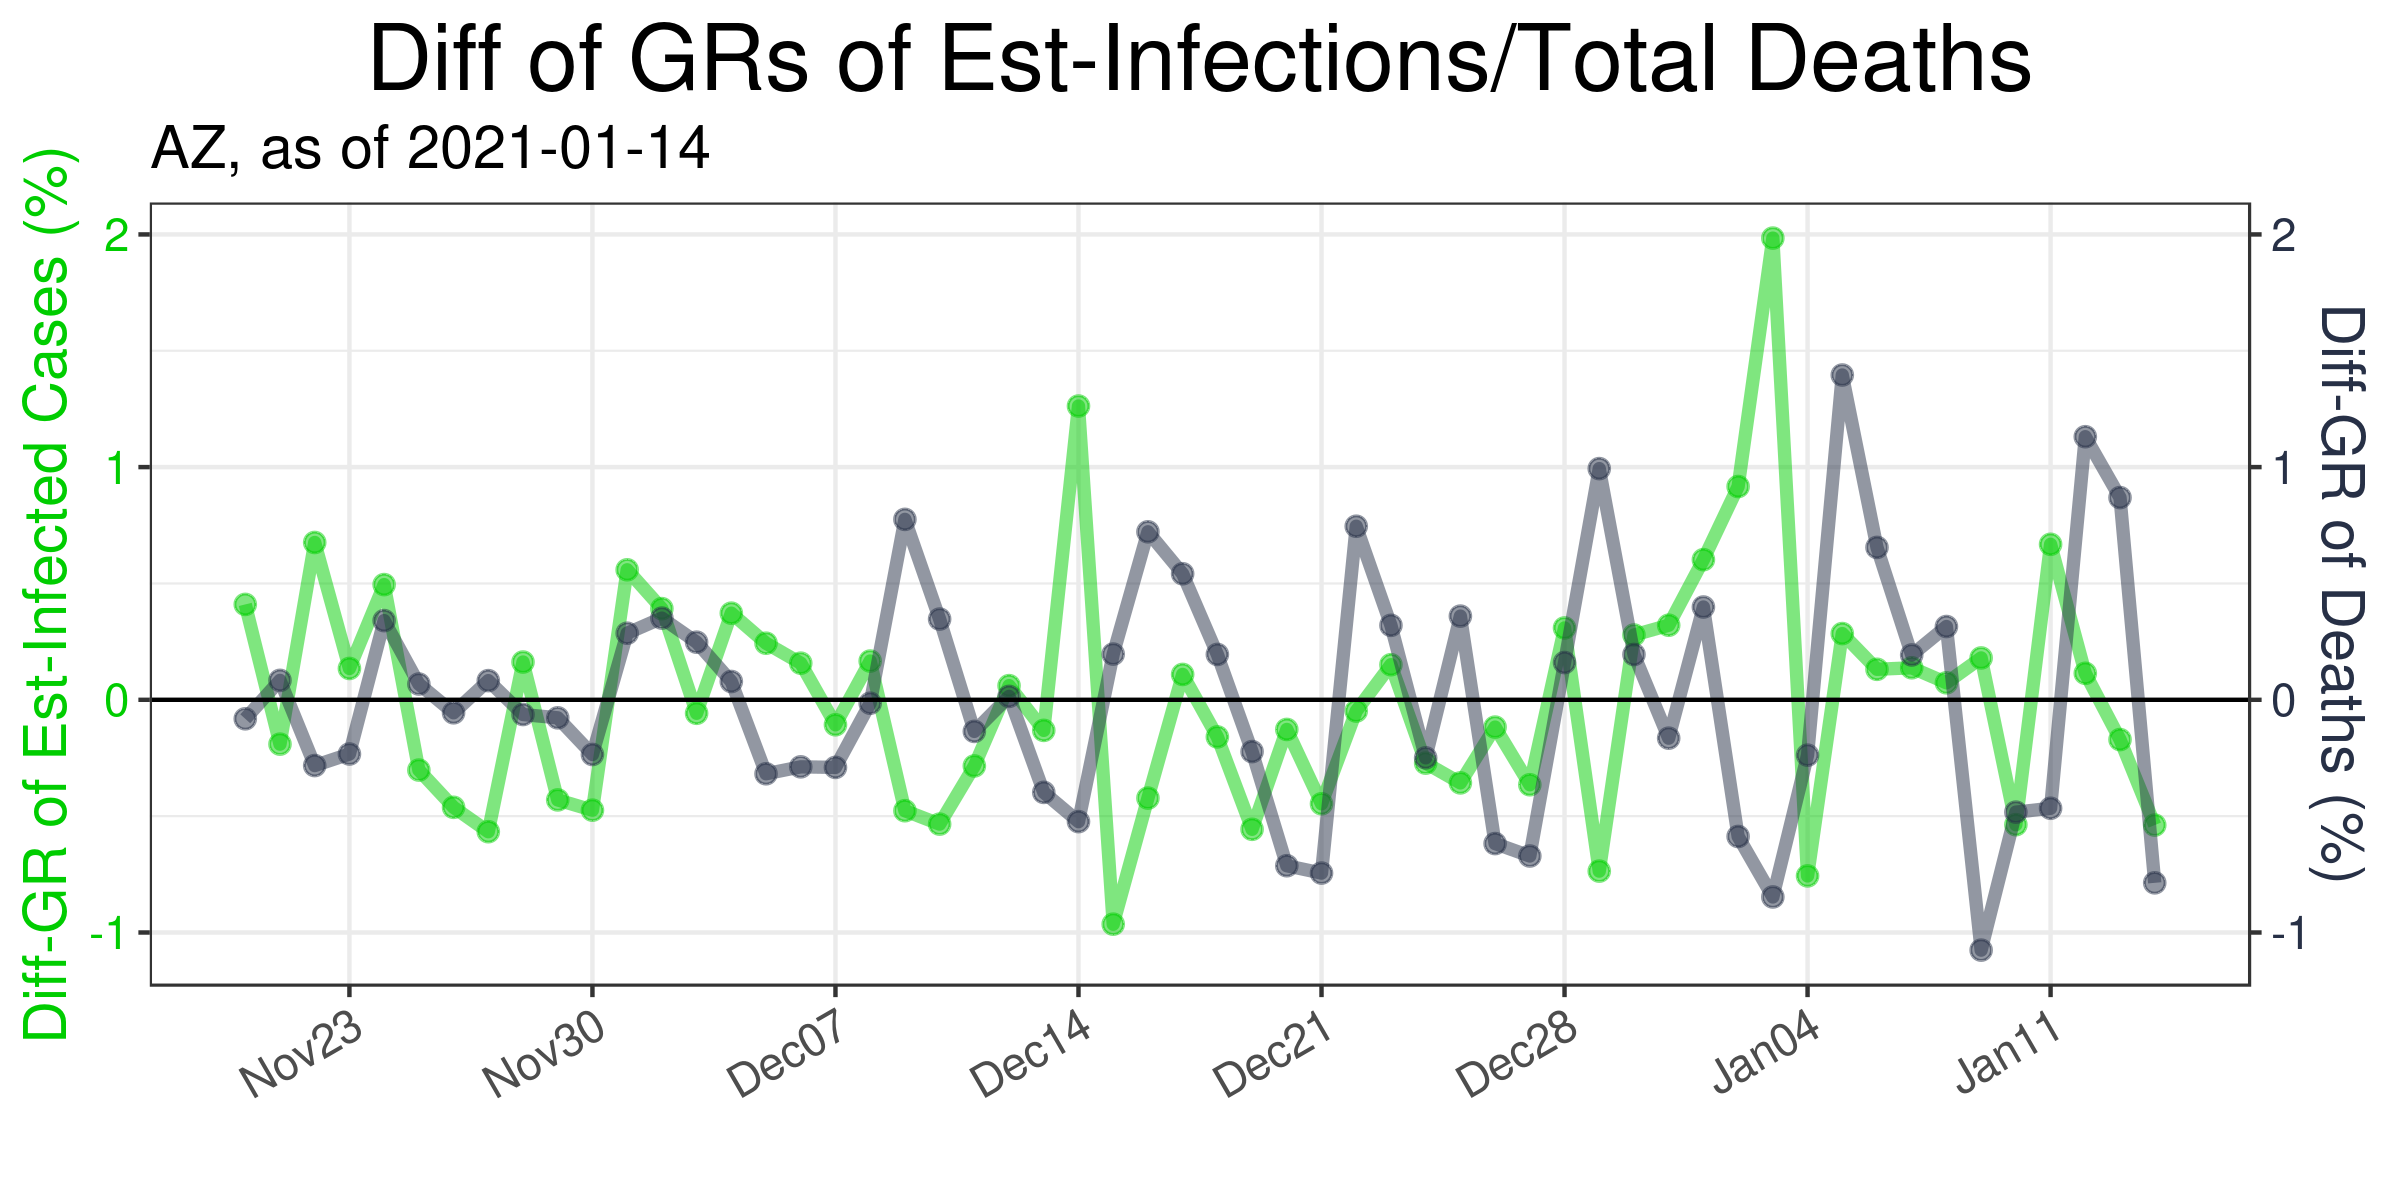 Diff of GRs of Est-Infections/Total Deaths
AZ, as of 2021-01-14
Diff-GR of Est-Infected Cases (%)
2
1
0
-1
2
1
0
-1
Diff-GR of Deaths (%)
Nov23
Nov30
Dec07
Dec14
Dec21
Dec28
Jan04
Jan11